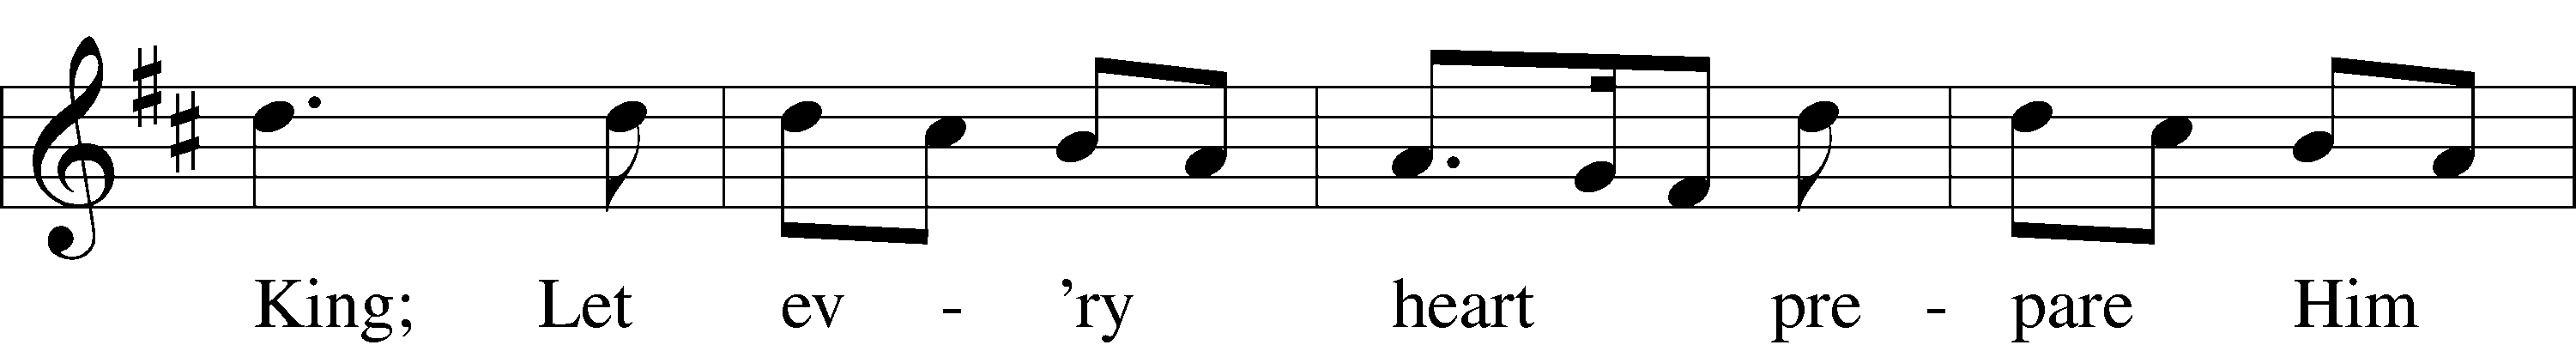 King; Let ev - 'ry heart pre - pare Him